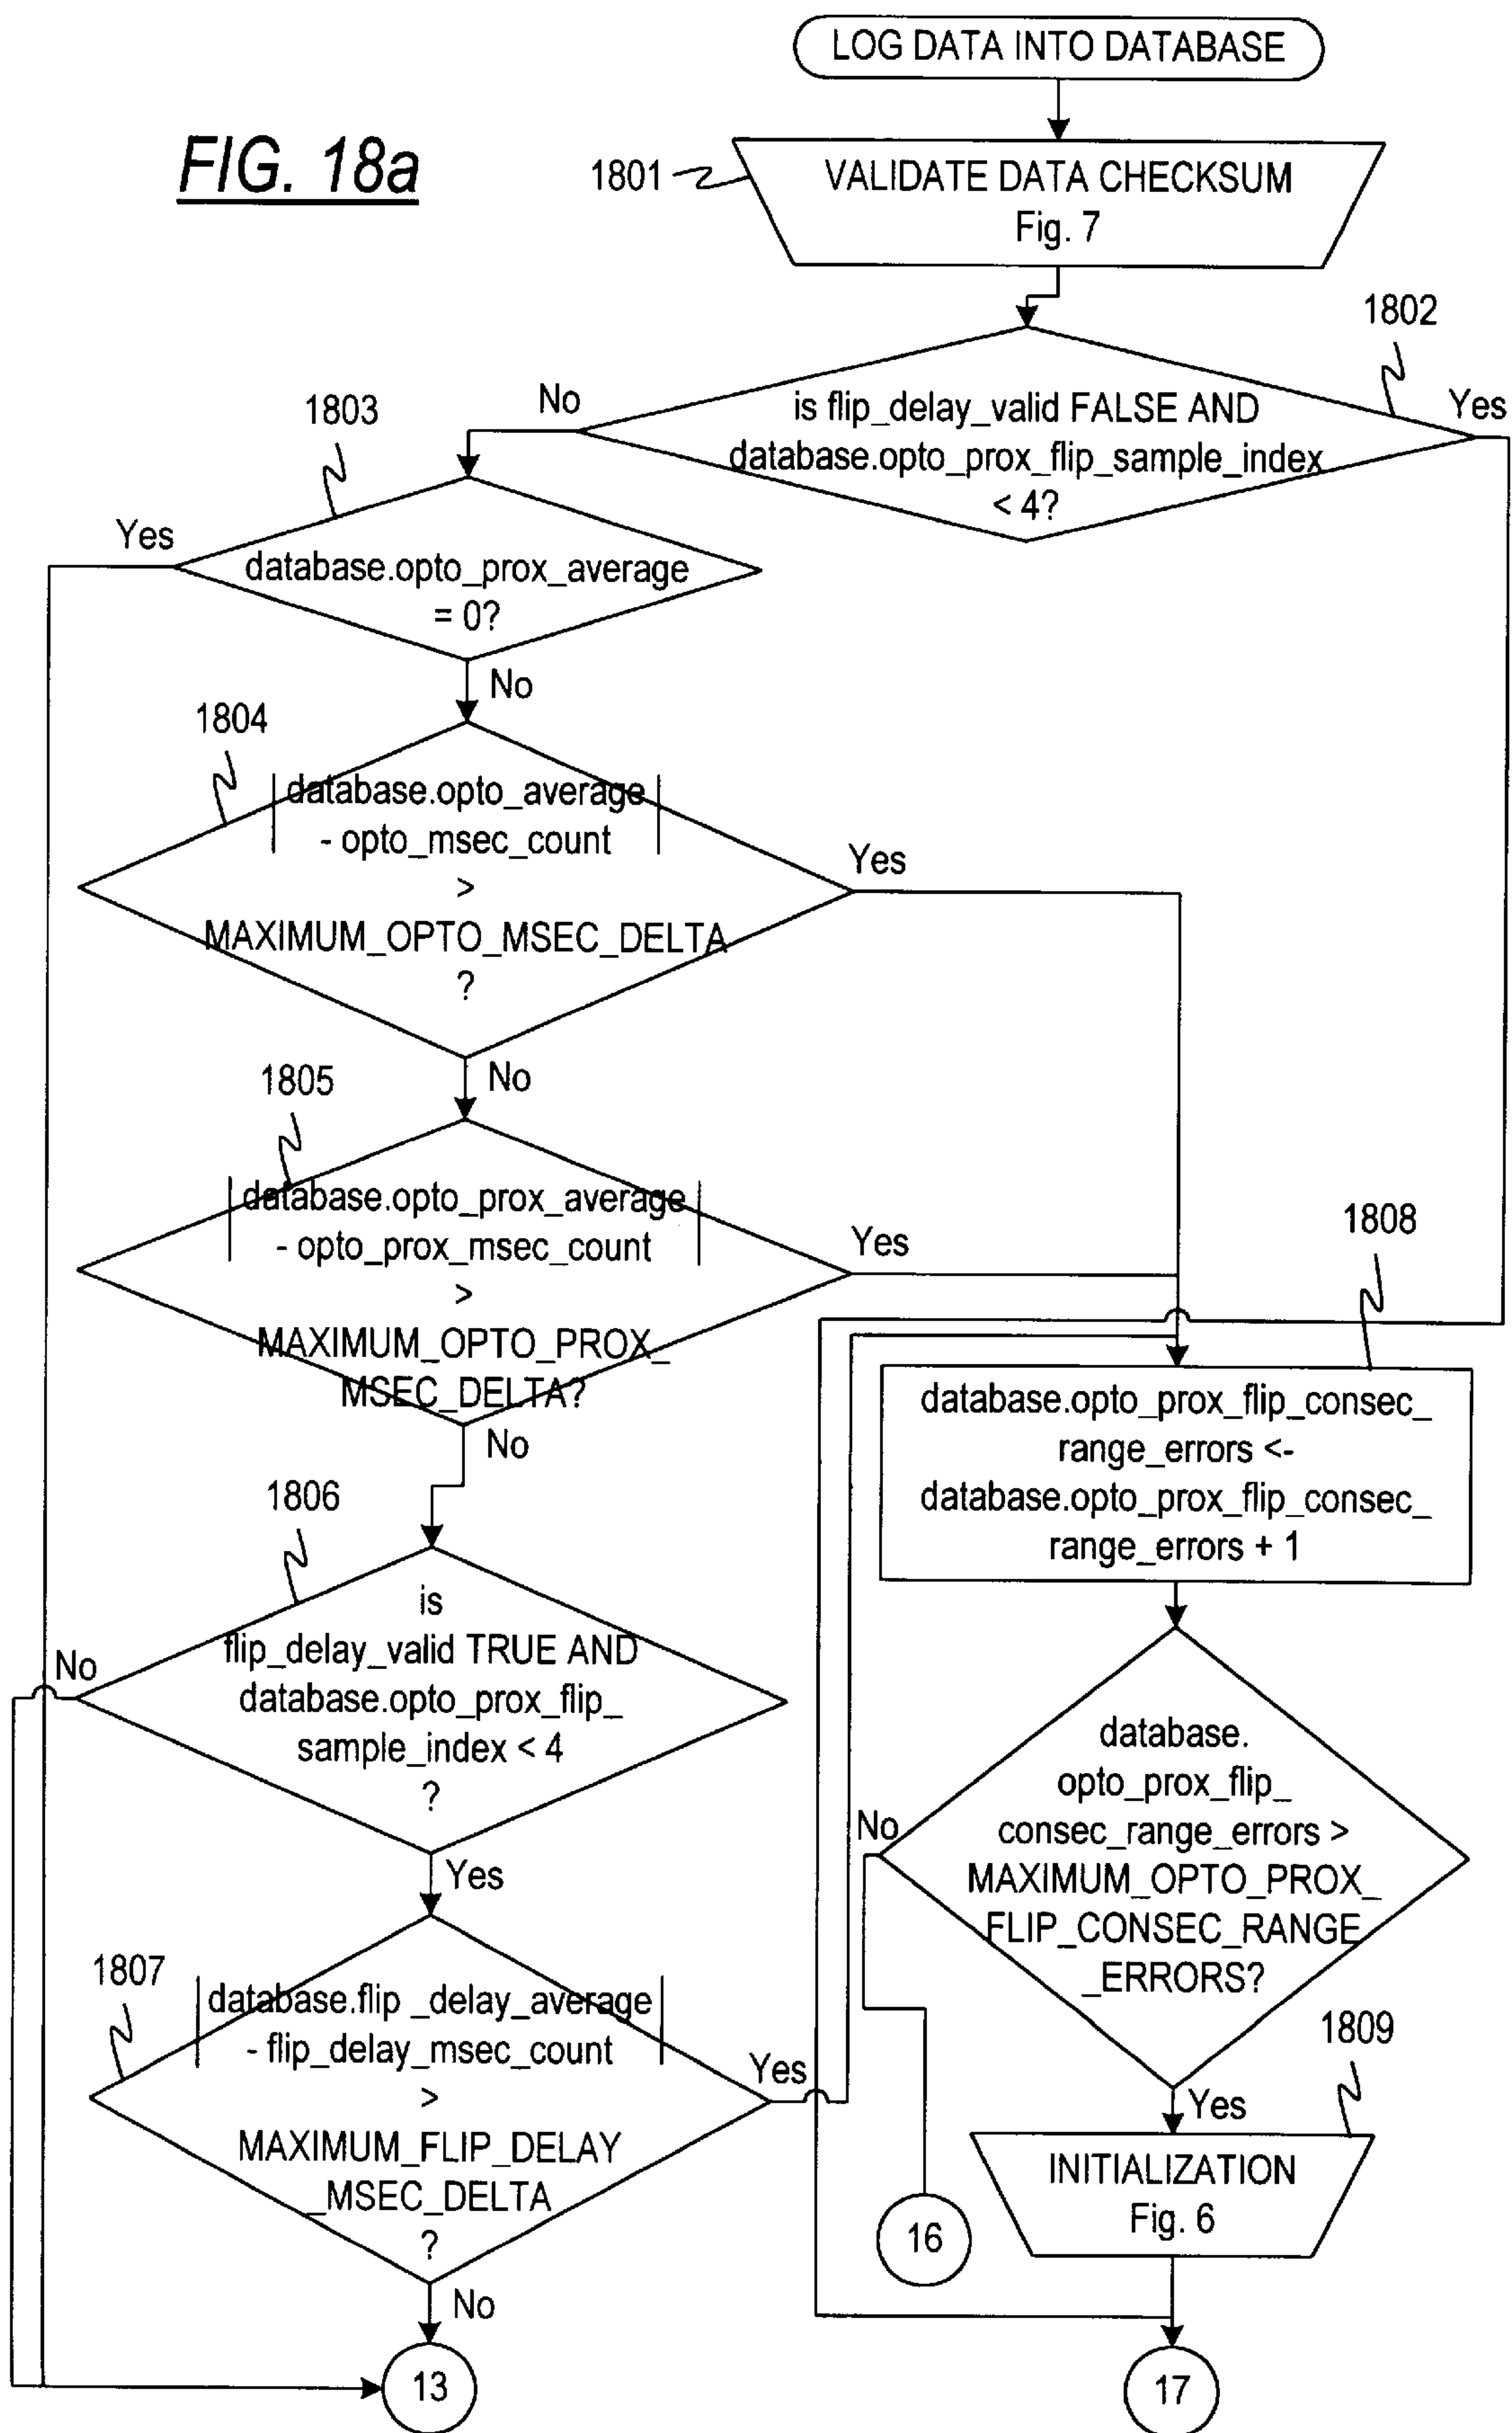 LOG DATA INTO DATABASE
FIG. 18a
1801
VALIDATE DATA CHECKSUM
Fig. 7
1802
No
is flip_delay_valid FALSE AND
database.opto_prox_flip_sample_index
< 4?
Yes
1803
Yes
database.opto_prox_average
= 0?
No
1804
database.opto_average
- opto_msec_count
>
MAXIMUM_OPTO_MSEC_DELTA
?
Yes
No
1805
database.opto_prox_average
- opto_prox_msec_count
>
MAXIMUM_OPTO_PROX_
MSEC_DELTA?
Yes
No
1808
database.opto_prox_flip_consec_
range_errors <-
database.opto_prox_flip_consec_
range_errors + 1
1806
is
flip_delay_valid TRUE AND
database.opto_prox_flip_
sample_index < 4
?
No
Yes
database.
opto_prox_flip_
consec_range_errors >
MAXIMUM_OPTO_PROX_
FLIP_CONSEC_RANGE
_ERRORS?
No
Yes
1807
database.flip _delay_average
- flip_delay_msec_count
>
MAXIMUM_FLIP_DELAY
_MSEC_DELTA
?
Yes
No
1809
INITIALIZATION
Fig. 6
16
13
17